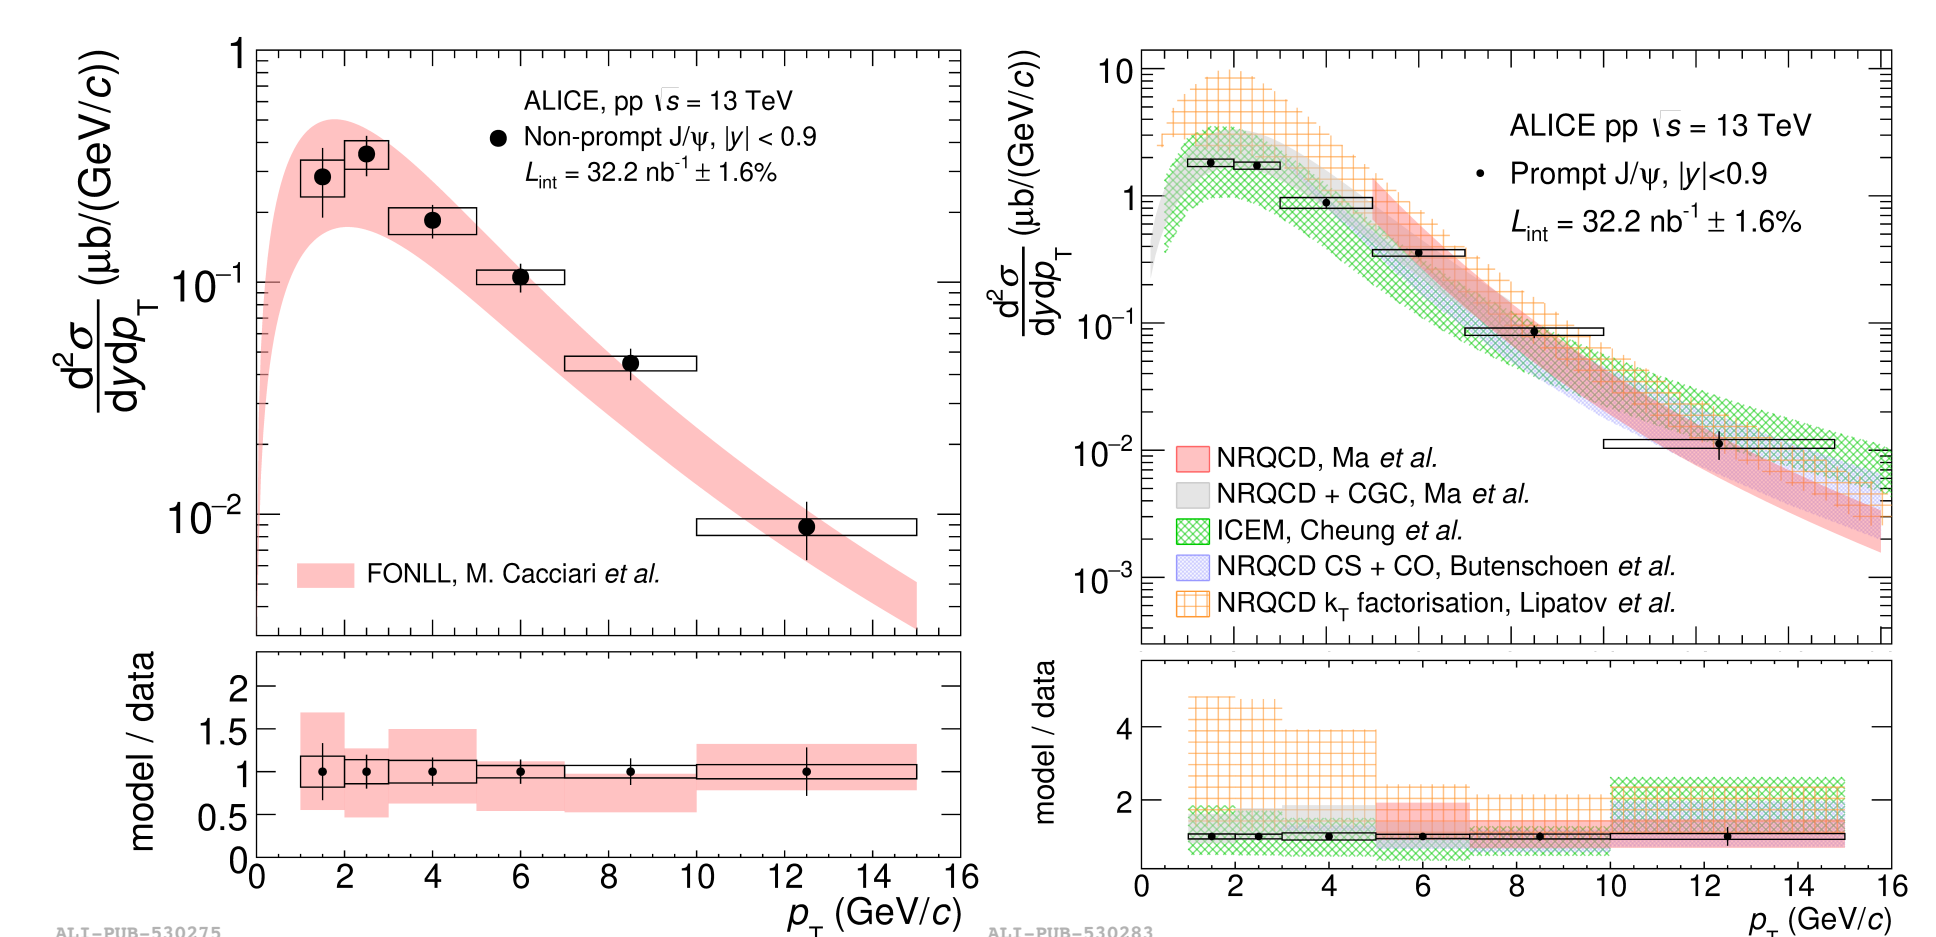 1
10⁻¹
10⁻²
d²σ
dydp_T
(μb/(GeV/c))
ALICE, pp √s = 13 TeV
Non-prompt J/ψ, |y| < 0.9
L_int = 32.2 nb⁻¹ ± 1.6%
FONLL, M. Cacciari et al.
model / data
2
1.5
1
0.5
0
0 2 4 6 8 10 12 14 16
p_T (GeV/c)
ALI-PUB-530275
10
1
10⁻¹
10⁻²
10⁻³
d²σ
dydp_T
(μb/(GeV/c))
ALICE pp √s = 13 TeV
Prompt J/ψ, |y|<0.9
L_int = 32.2 nb⁻¹ ± 1.6%
NRQCD, Ma et al.
NRQCD + CGC, Ma et al.
ICEM, Cheung et al.
NRQCD CS + CO, Butenschoen et al.
NRQCD k_T factorisation, Lipatov et al.
model / data
4
2
0 2 4 6 8 10 12 14 16
p_T (GeV/c)
ALI-PUB-530283